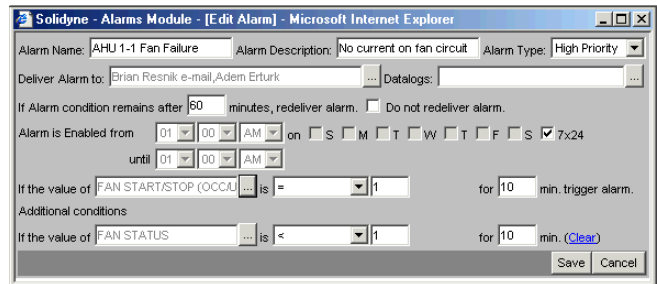 Solidyne - Alarms Module - [Edit Alarm] - Microsoft Internet Explorer
Alarm Name: AHU 1-1 Fan Failure Alarm Description: No current on fan circuit Alarm Type: High Priority
Deliver Alarm to: Brian Resnik e-mail,Adem Erturk ... Datalogs: ...
If Alarm condition remains after 60 minutes, redeliver alarm. Do not redeliver alarm.
Alarm is Enabled from 01 00 AM on S M T W T F S 7x24
until 01 00 AM
If the value of FAN START/STOP (OCC/U ... is = 1 for 10 min. trigger alarm.
Additional conditions
If the value of FAN STATUS ... is < 1 for 10 min. (Clear)
Save Cancel